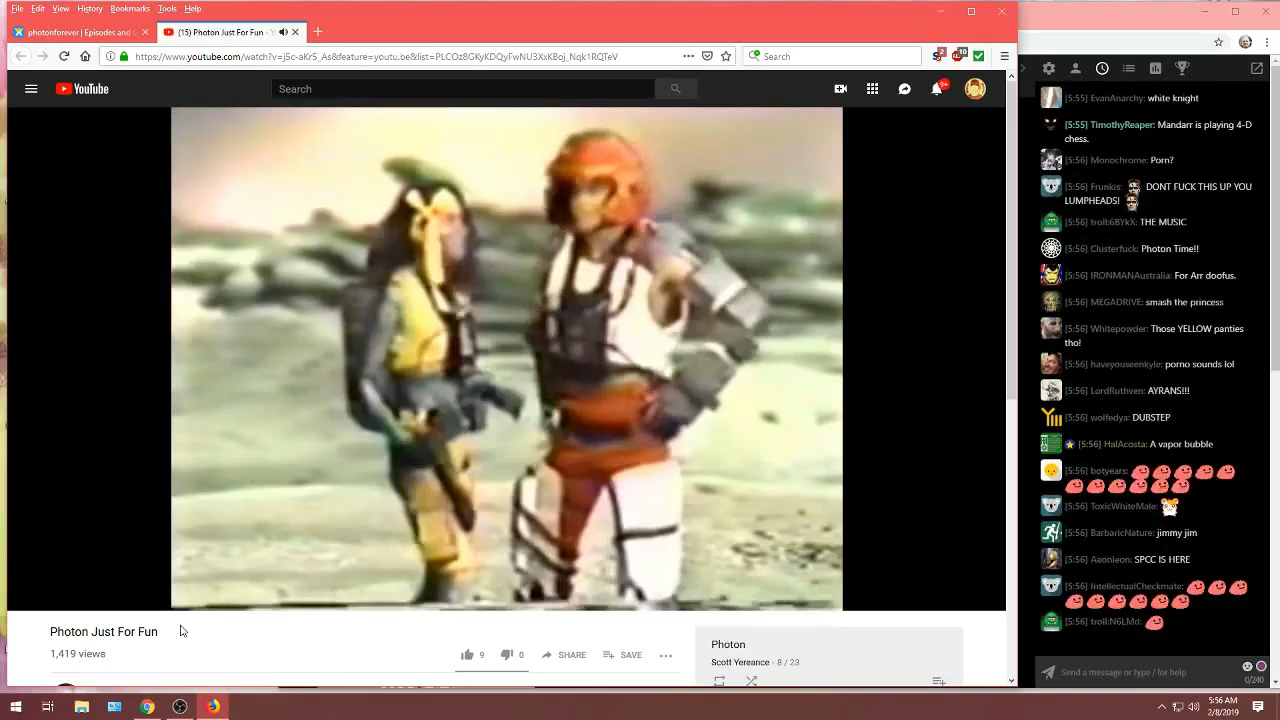 File Edit View History Bookmarks Tools Help
photonforever | Episodes and
(15) Photon Just For Fun - Y
https://www.youtube.com/watch?v=j5c-aVr5_As&feature=youtu.be&list=PLCOz8GKyKDQyFwNU3XxKBoj_Nqk1RQTeV
Search
2
10
YouTube
Search
9+
Photon Just For Fun
1,419 views
9
0
SHARE
SAVE
Photon
Scott Yereance - 8 / 23
[5:55] EvanAnarchy: white knight
[5:55] TimothyReaper: Mandarr is playing 4-D
chess.
[5:56] Monochrome: Porn?
[5:56] Frunkis: DONT FUCK THIS UP YOU
LUMPHEADS!
[5:56] troll:6BYkX: THE MUSIC
[5:56] Clusterfuck: Photon Time!!
[5:56] IRONMANAustralia: For Arr doofus.
[5:56] MEGADRIVE: smash the princess
[5:56] Whitepowder: Those YELLOW panties
tho!
[5:56] haveyouseenkyle: porno sounds lol
[5:56] LordRuthven: AYRANS!!!
[5:56] wolfedya: DUBSTEP
[5:56] HalAcosta: A vapor bubble
[5:56] botyears:
[5:56] ToxicWhiteMale:
[5:56] BarbaricNature: jimmy jim
[5:56] Aaonleon: SPCC IS HERE
[5:56] IntellectualCheckmate:
[5:56] troll:N6LMd:
Send a message or type / for help
0/240
5:56 AM
2/8/2019